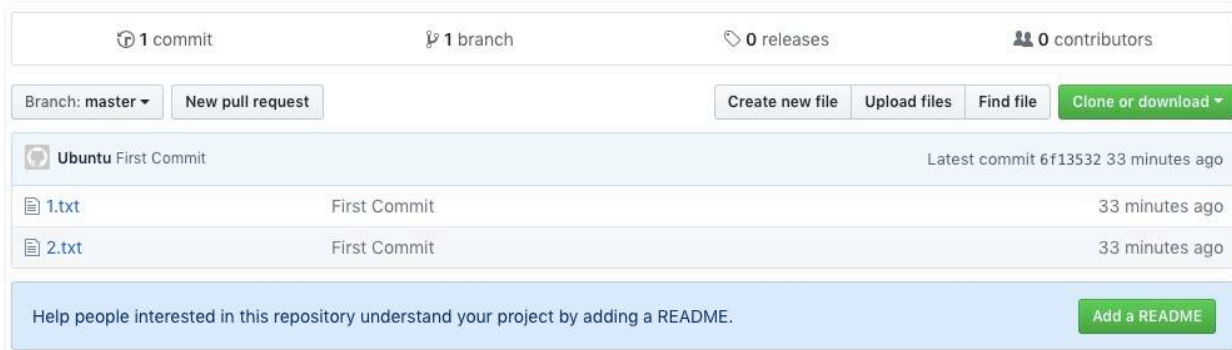 1 commit 1 branch 0 releases 0 contributors
Branch: master New pull request Create new file Upload files Find file Clone or download
Ubuntu First Commit Latest commit 6f13532 33 minutes ago
1.txt First Commit 33 minutes ago
2.txt First Commit 33 minutes ago
Help people interested in this repository understand your project by adding a README. Add a README